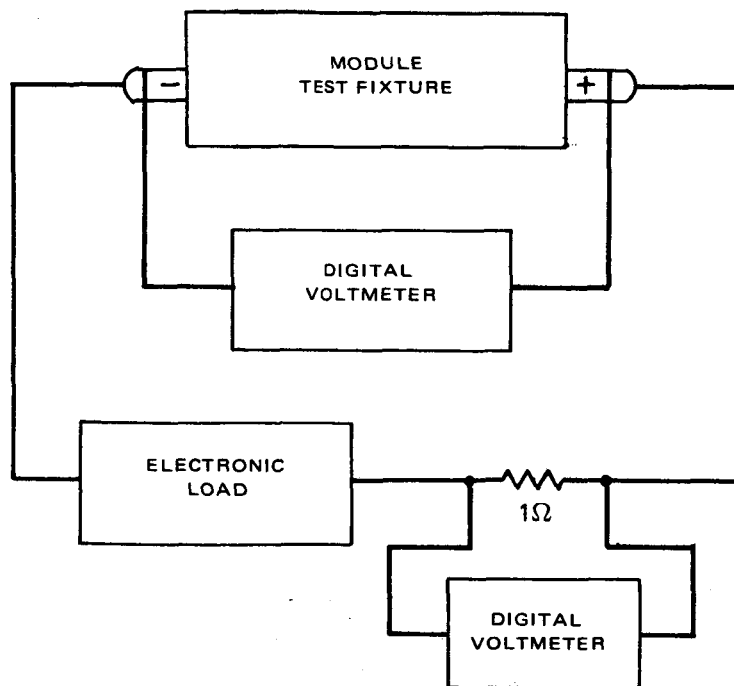 MODULE
TEST FIXTURE
−
+
DIGITAL
VOLTMETER
ELECTRONIC
LOAD
1Ω
DIGITAL
VOLTMETER